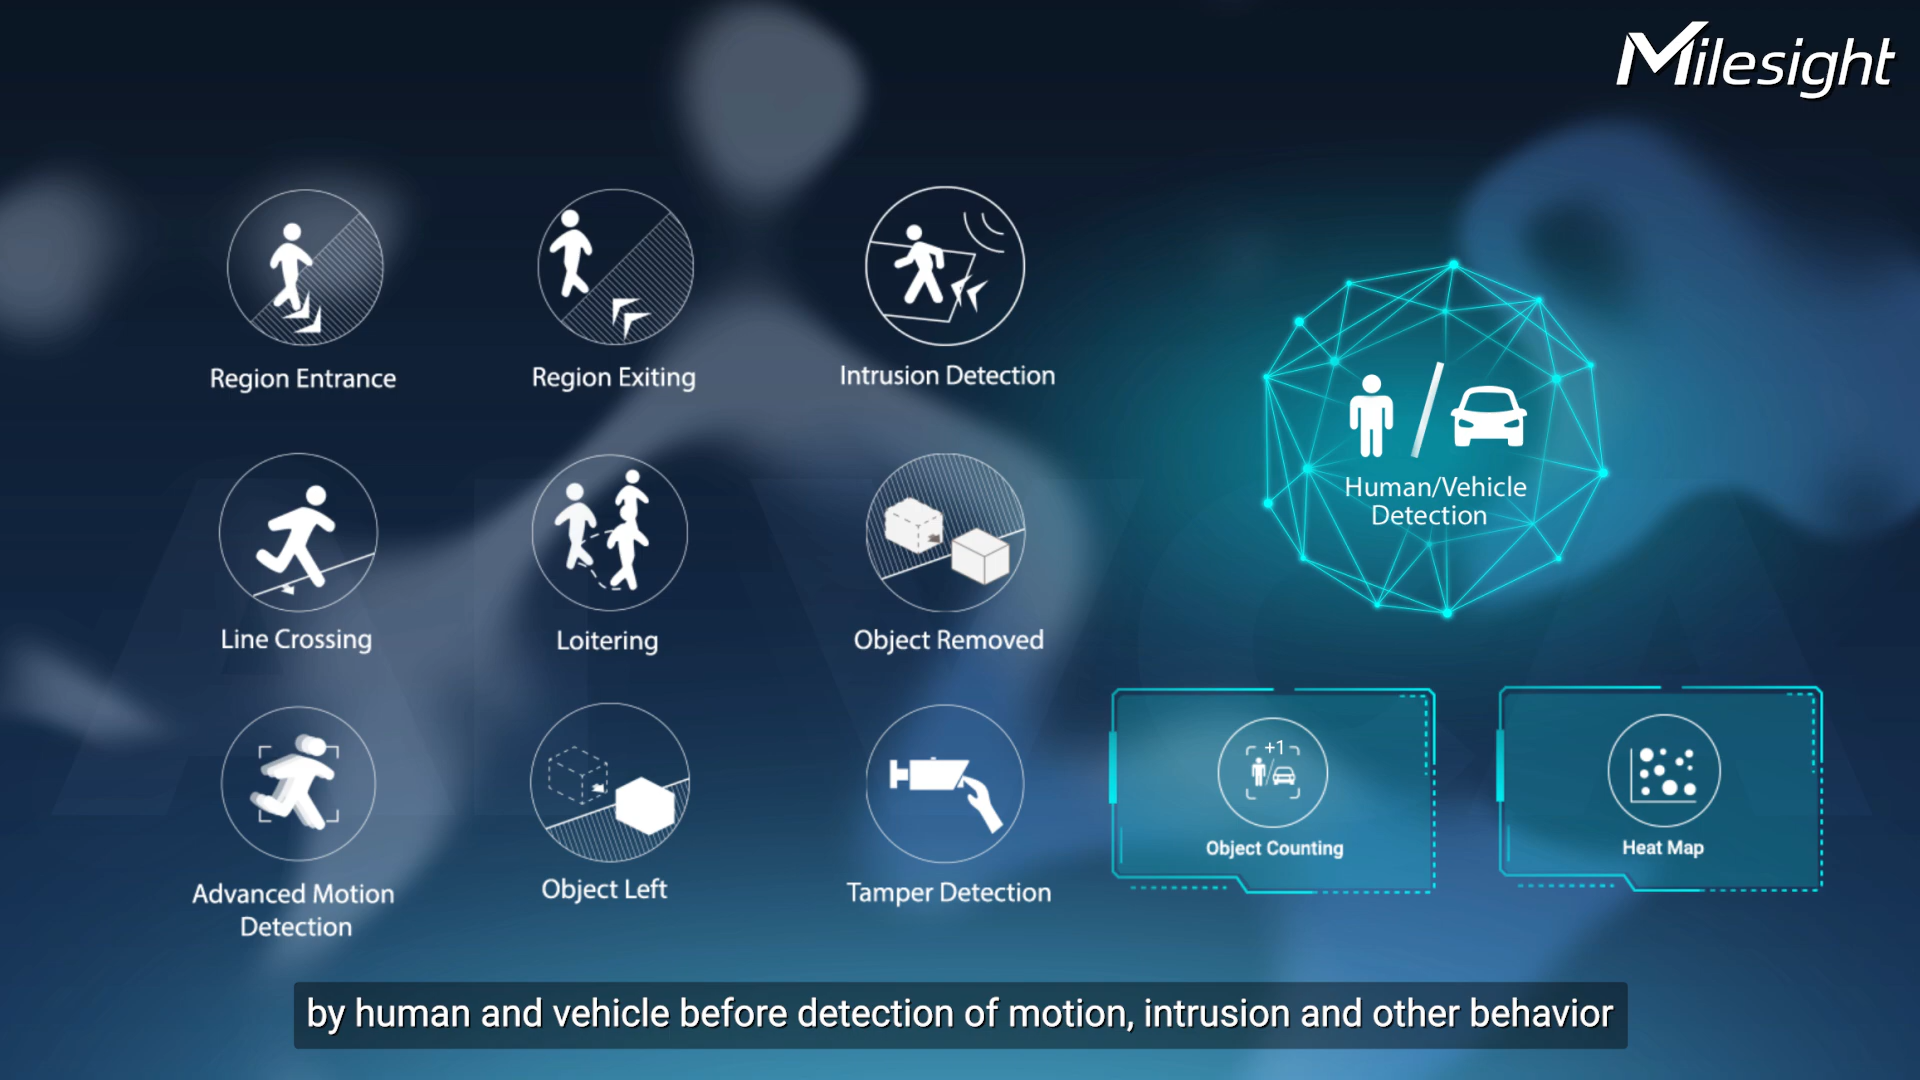 Milesight
Region Entrance
Region Exiting
Intrusion Detection
Human/Vehicle
Detection
Line Crossing
Loitering
Object Removed
+1
Object Counting
Heat Map
Advanced Motion
Detection
Object Left
Tamper Detection
by human and vehicle before detection of motion, intrusion and other behavior